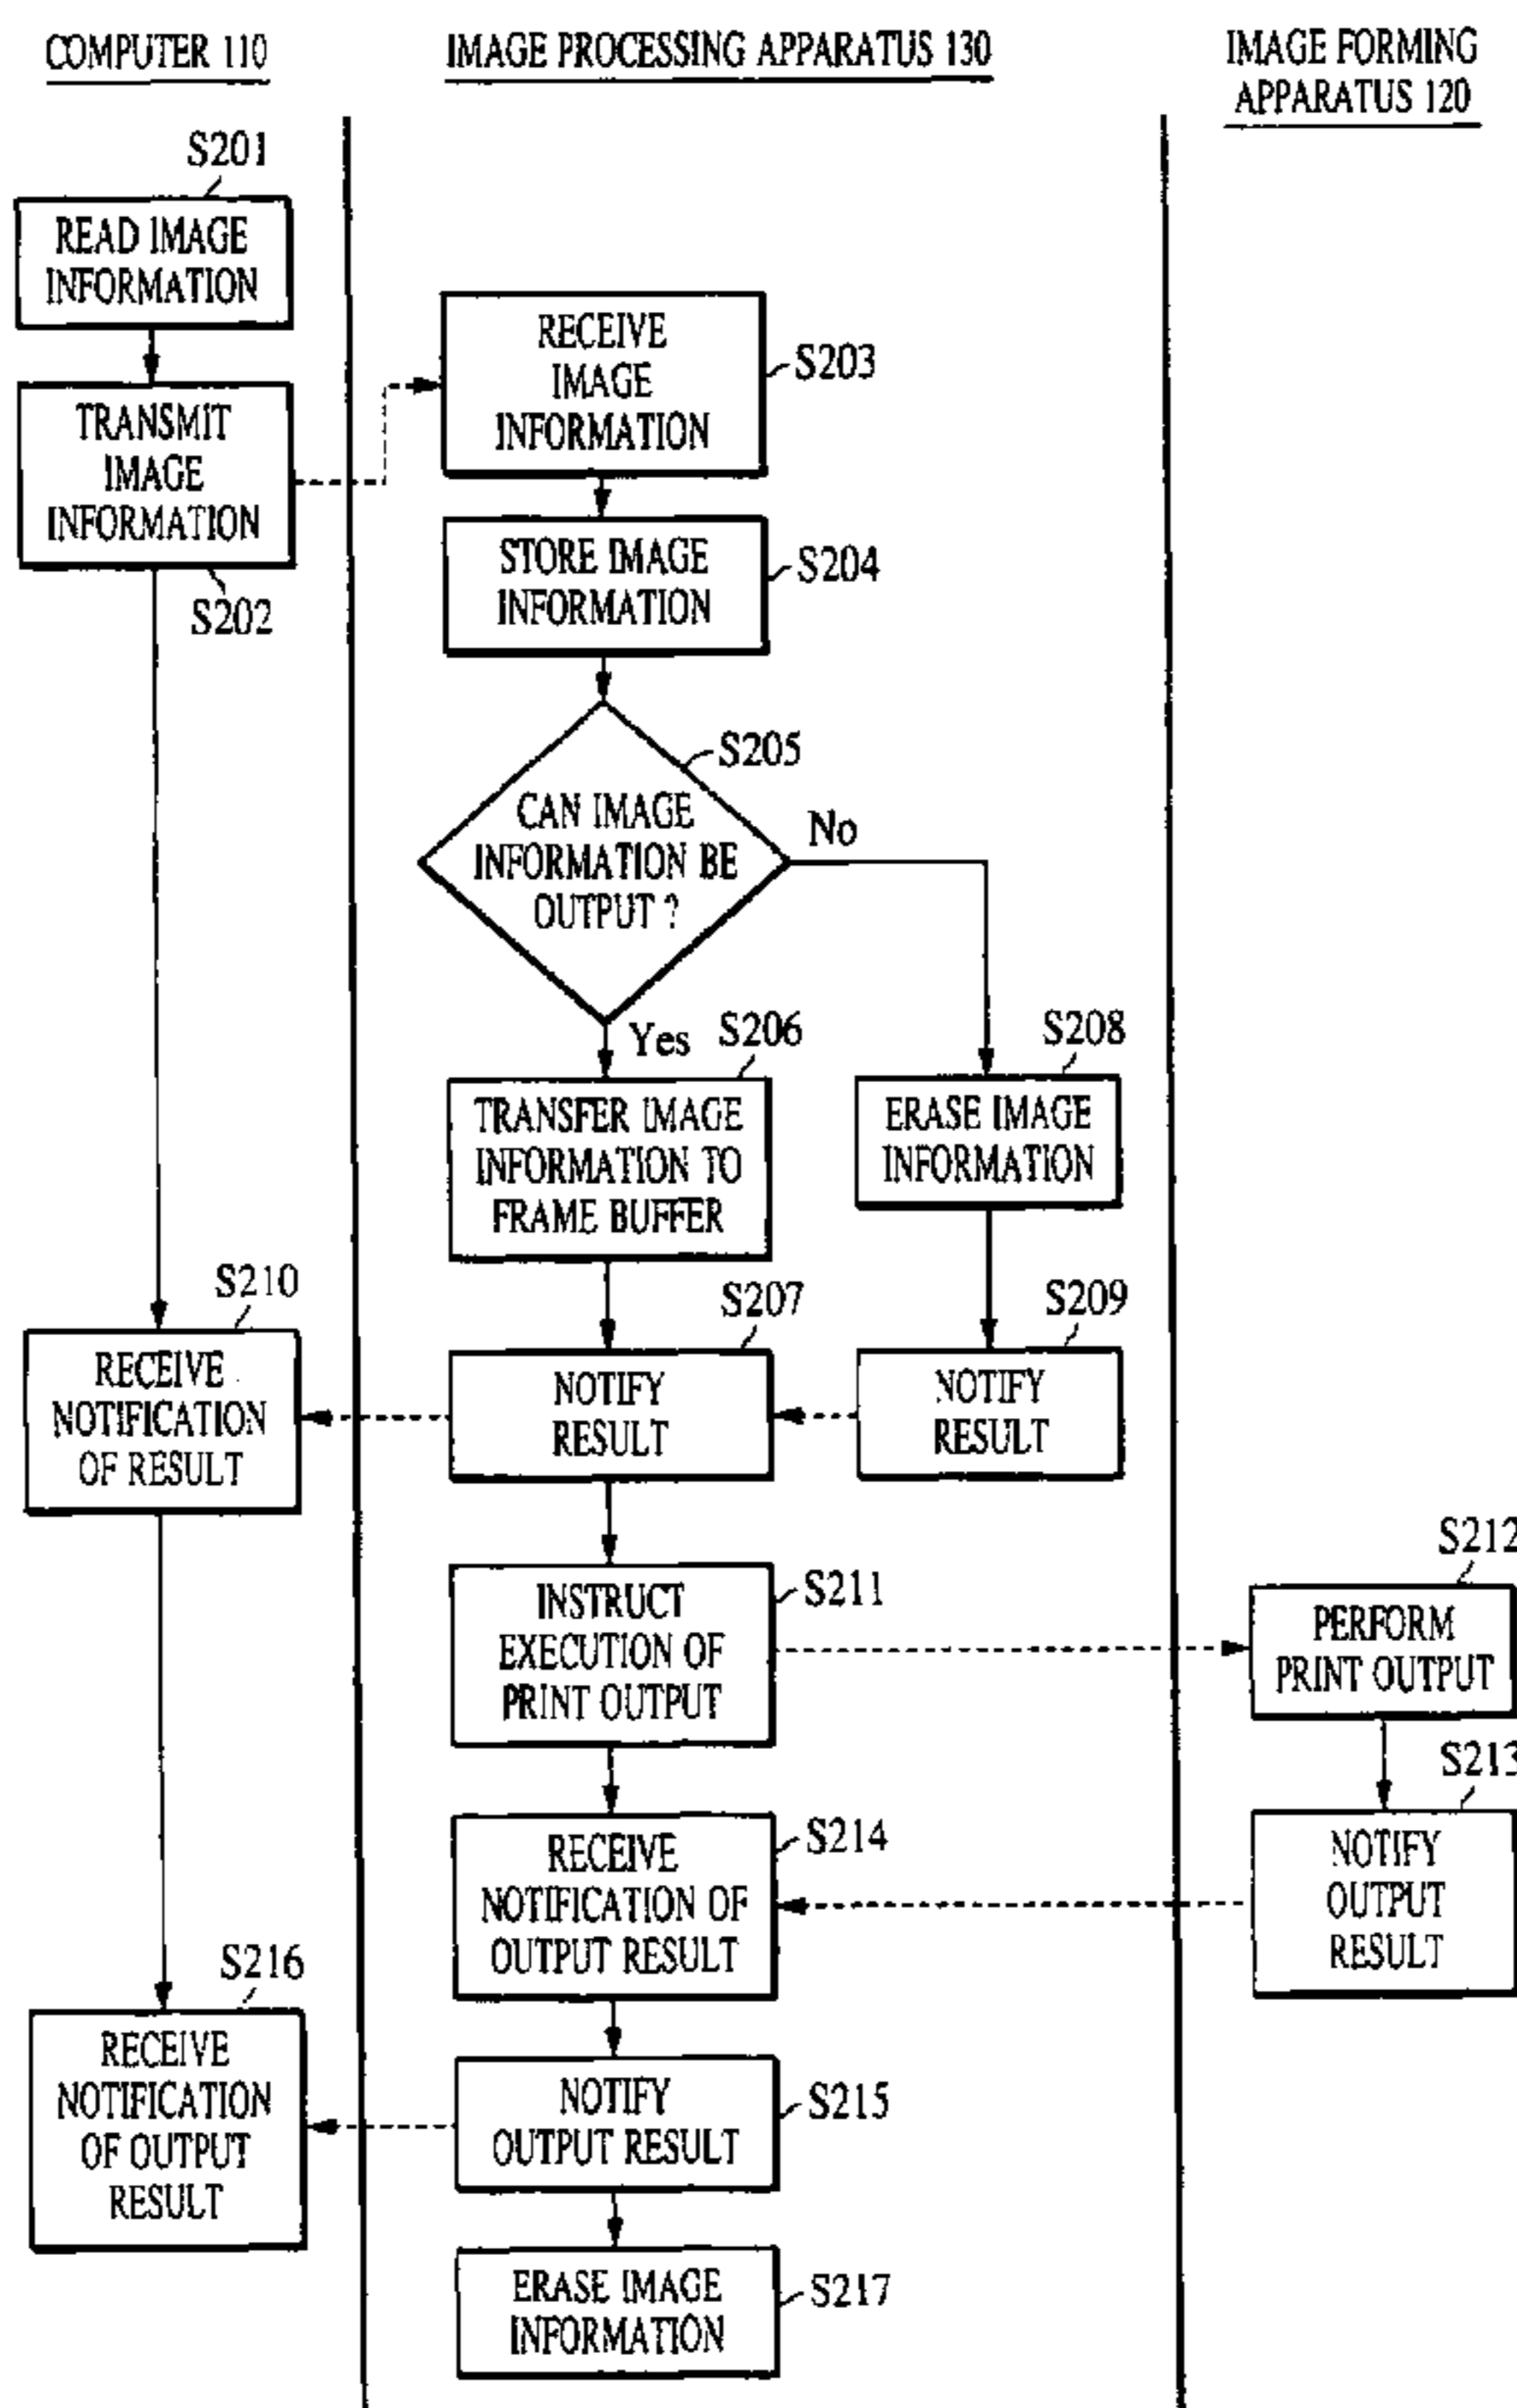 COMPUTER 110
IMAGE PROCESSING APPARATUS 130
IMAGE FORMING
APPARATUS 120
S201
READ IMAGE
INFORMATION
TRANSMIT
IMAGE
INFORMATION
S202
RECEIVE
IMAGE
INFORMATION
S203
STORE IMAGE
INFORMATION
S204
S205
CAN IMAGE
INFORMATION BE
OUTPUT ?
No
Yes
S206
TRANSFER IMAGE
INFORMATION TO
FRAME BUFFER
S208
ERASE IMAGE
INFORMATION
S210
RECEIVE
NOTIFICATION
OF RESULT
S207
NOTIFY
RESULT
S209
NOTIFY
RESULT
INSTRUCT
EXECUTION OF
PRINT OUTPUT
S211
S212
PERFORM
PRINT OUTPUT
S213
NOTIFY
OUTPUT
RESULT
RECEIVE
NOTIFICATION OF
OUTPUT RESULT
S214
S216
RECEIVE
NOTIFICATION
OF OUTPUT
RESULT
NOTIFY
OUTPUT RESULT
S215
ERASE IMAGE
INFORMATION
S217